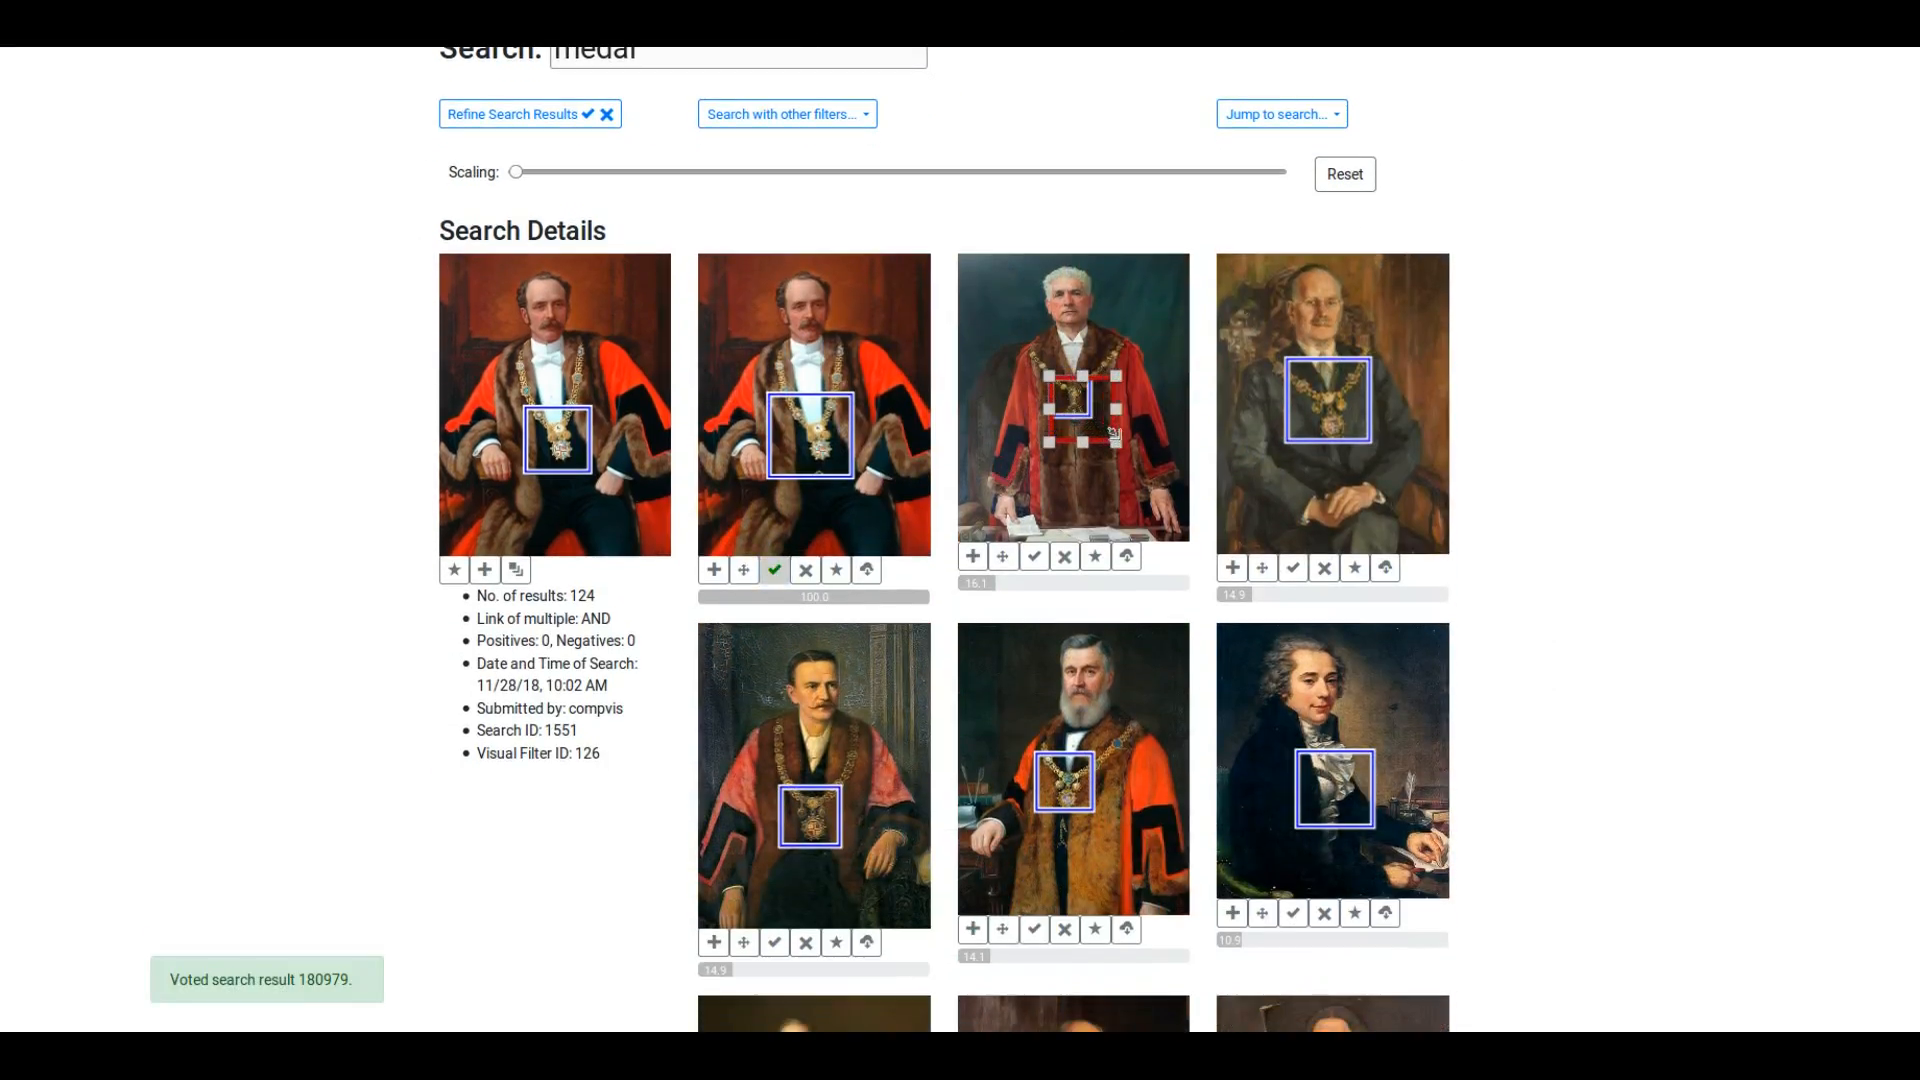 Search: medal
Refine Search Results
Search with other filters...
Jump to search...
Scaling:
Reset
Search Details
No. of results: 124
Link of multiple: AND
Positives: 0, Negatives: 0
Date and Time of Search:
11/28/18, 10:02 AM
Submitted by: compvis
Search ID: 1551
Visual Filter ID: 126
100.0
16.1
14.9
14.9
14.1
10.9
Voted search result 180979.